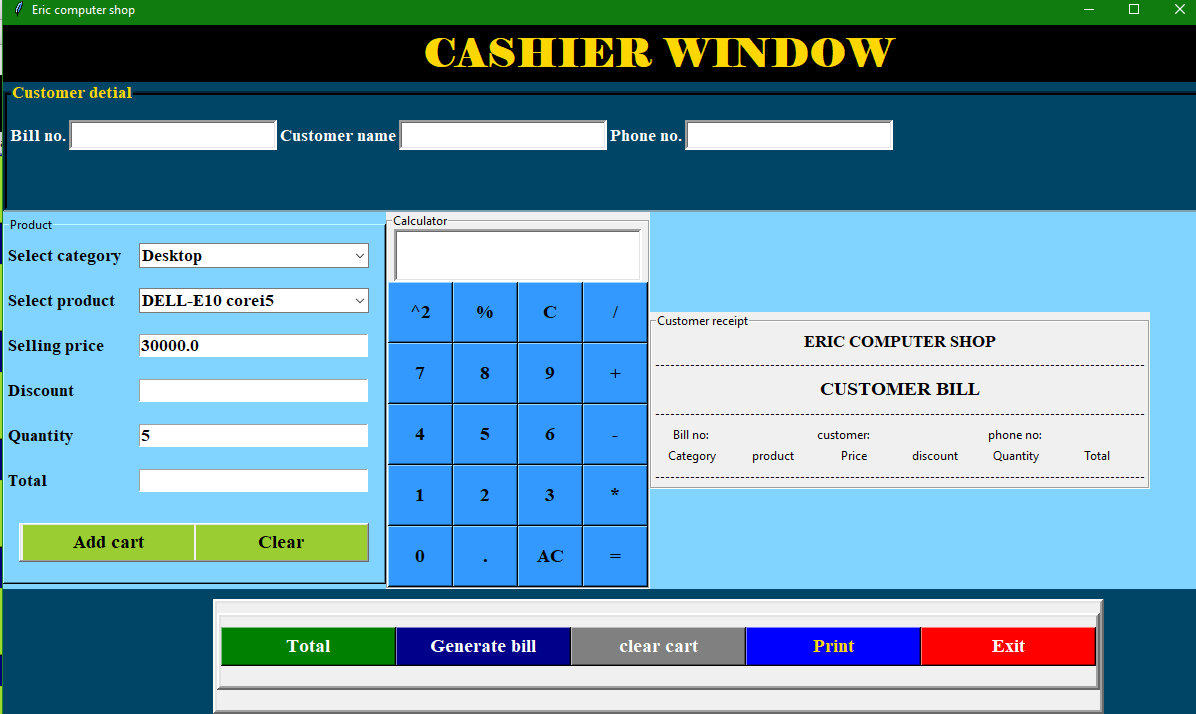 Eric computer shop
CASHIER WINDOW
Customer detial
Bill no. Customer name Phone no.
Product
Select category Desktop
Select product DELL-E10 corei5
Selling price 30000.0
Discount
Quantity 5
Total
Add cart Clear
Calculator
^2 % C /
7 8 9 +
4 5 6 -
1 2 3 *
0 . AC =
Customer receipt
ERIC COMPUTER SHOP
CUSTOMER BILL
Bill no: customer: phone no:
Category product Price discount Quantity Total
Total Generate bill clear cart Print Exit